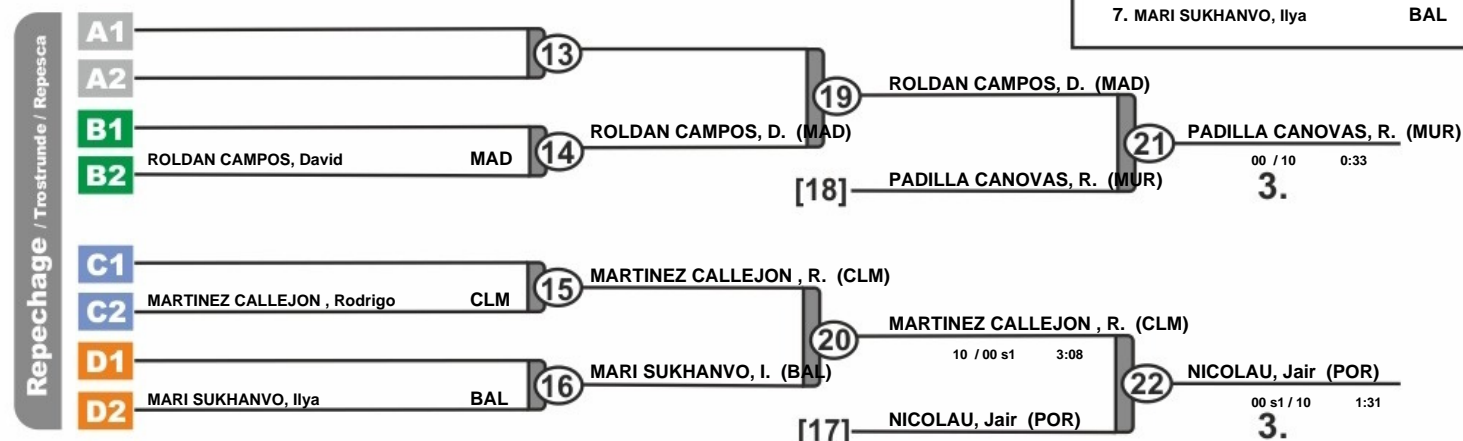 7. MARI SUKHANVO, Ilya BAL
Repechage / Trostrunde / Repesca
A1
13
A2
19
ROLDAN CAMPOS, D. (MAD)
B1
ROLDAN CAMPOS, D. (MAD)
21
PADILLA CANOVAS, R. (MUR)
ROLDAN CAMPOS, David MAD
14
00 / 10 0:33
B2
[18]
PADILLA CANOVAS, R. (MUR)
3.
C1
MARTINEZ CALLEJON , R. (CLM)
15
MARTINEZ CALLEJON , Rodrigo CLM
C2
MARTINEZ CALLEJON , R. (CLM)
20
10 / 00 s1 3:08
D1
MARI SUKHANVO, I. (BAL)
22
NICOLAU, Jair (POR)
16
MARI SUKHANVO, Ilya BAL
00 s1 / 10 1:31
D2
[17]
NICOLAU, Jair (POR)
3.